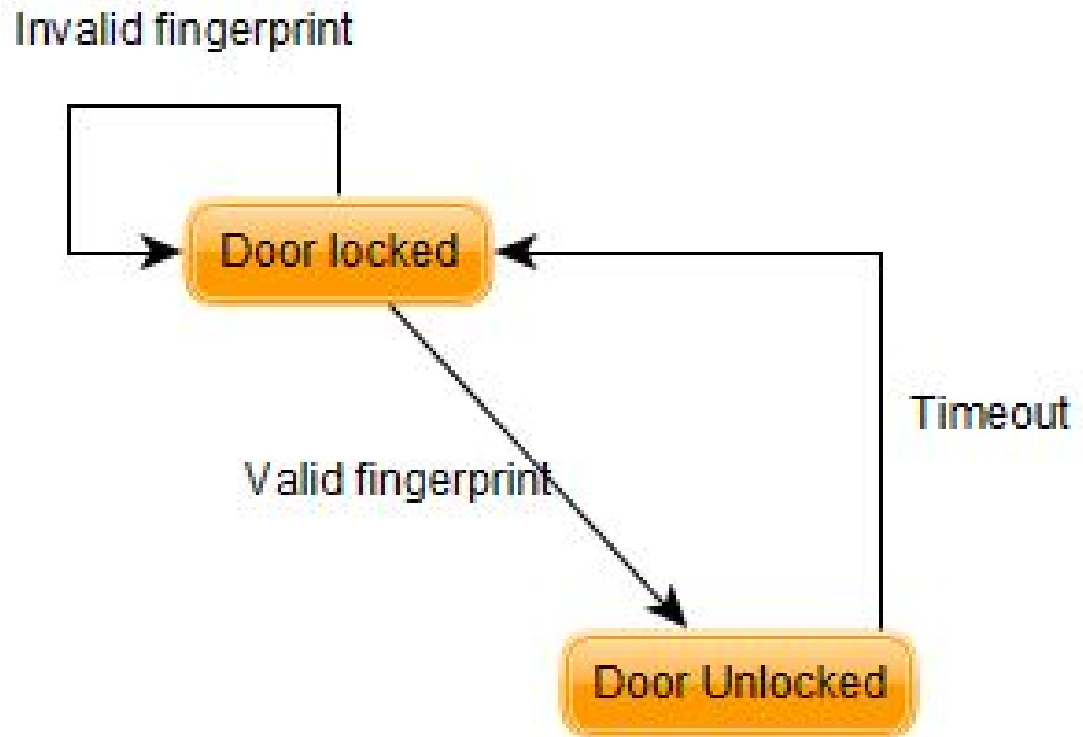 Invalid fingerprint
Door locked
Timeout
Valid fingerprint
Door Unlocked